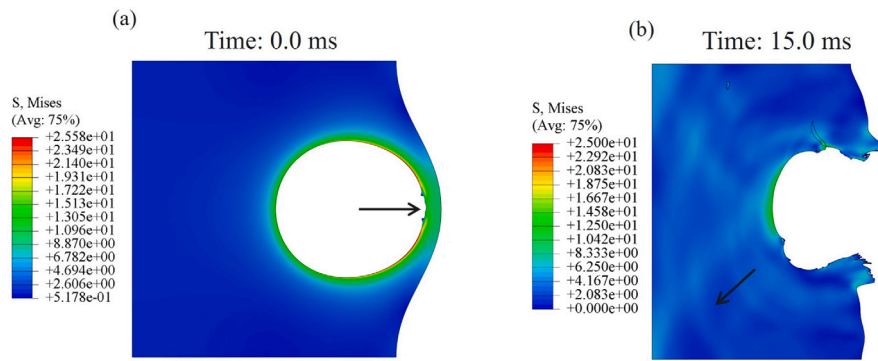 (a)
Time: 0.0 ms
S, Mises
(Avg: 75%)
+2.558e+01
+2.349e+01
+2.140e+01
+1.931e+01
+1.722e+01
+1.513e+01
+1.305e+01
+1.096e+01
+8.870e+00
+6.782e+00
+4.694e+00
+2.606e+00
+5.178e-01
(b)
Time: 15.0 ms
S, Mises
(Avg: 75%)
+2.500e+01
+2.292e+01
+2.083e+01
+1.875e+01
+1.667e+01
+1.458e+01
+1.250e+01
+1.042e+01
+8.333e+00
+6.250e+00
+4.167e+00
+2.083e+00
+0.000e+00